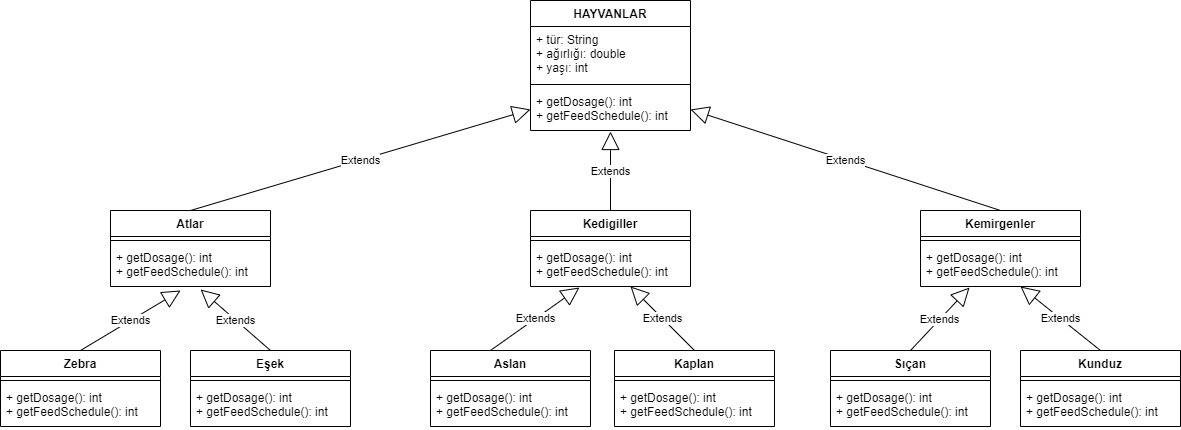 HAYVANLAR
+ tür: String
+ ağırlığı: double
+ yaşı: int
+ getDosage(): int
+ getFeedSchedule(): int
Extends
Extends
Extends
Atlar
+ getDosage(): int
+ getFeedSchedule(): int
Kedigiller
+ getDosage(): int
+ getFeedSchedule(): int
Kemirgenler
+ getDosage(): int
+ getFeedSchedule(): int
Extends
Extends
Extends
Extends
Extends
Extends
Zebra
+ getDosage(): int
+ getFeedSchedule(): int
Eşek
+ getDosage(): int
+ getFeedSchedule(): int
Aslan
+ getDosage(): int
+ getFeedSchedule(): int
Kaplan
+ getDosage(): int
+ getFeedSchedule(): int
Sıçan
+ getDosage(): int
+ getFeedSchedule(): int
Kunduz
+ getDosage(): int
+ getFeedSchedule(): int